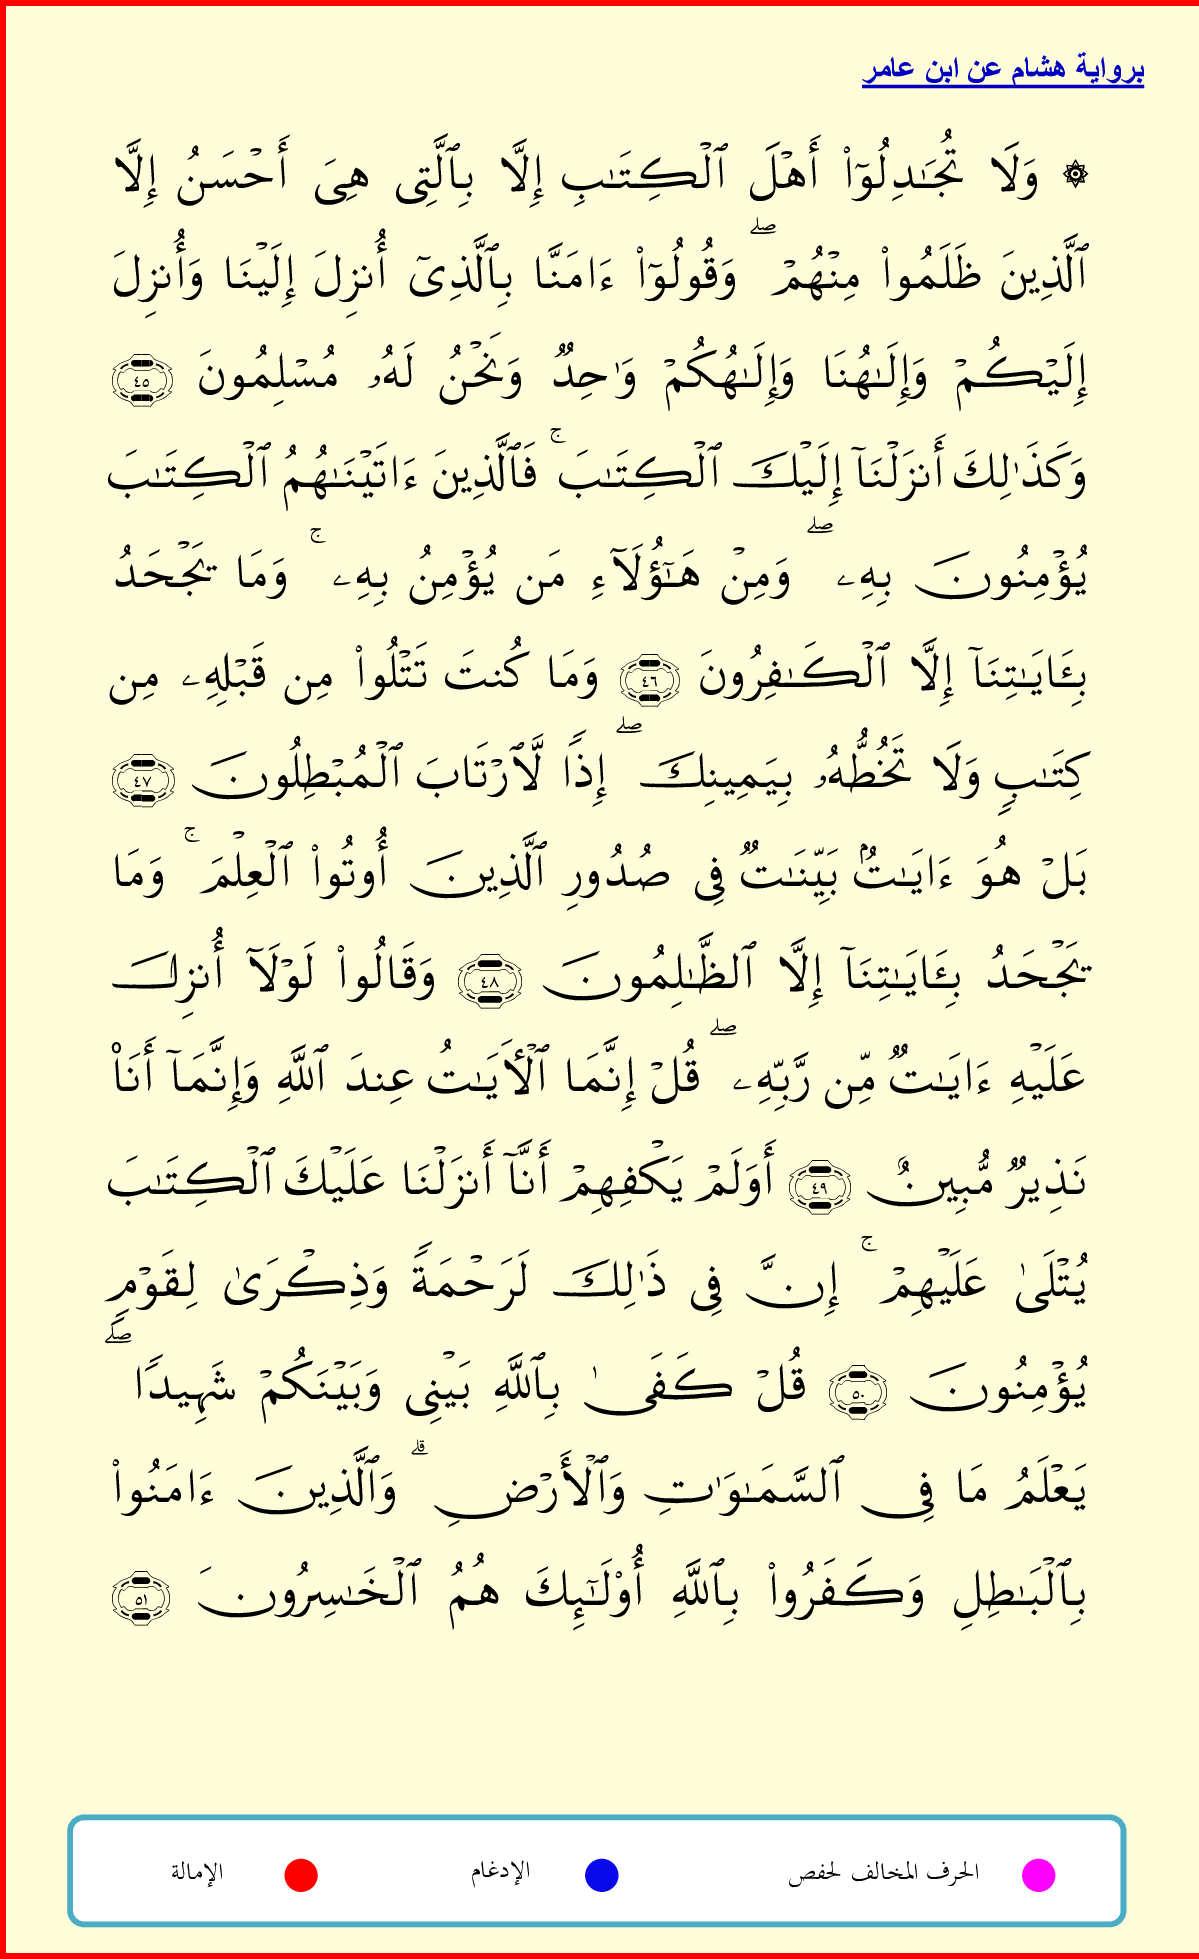 برواية هشام عن ابن عامر
۞ وَلَا تُجَٰدِلُوٓاْ أَهْلَ ٱلْكِتَٰبِ إِلَّا بِٱلَّتِى هِىَ أَحْسَنُ إِلَّا
ٱلَّذِينَ ظَلَمُواْ مِنْهُمْ ۖ وَقُولُوٓاْ ءَامَنَّا بِٱلَّذِىٓ أُنزِلَ إِلَيْنَا وَأُنزِلَ
إِلَيْكُمْ وَإِلَٰهُنَا وَإِلَٰهُكُمْ وَٰحِدٌ وَنَحْنُ لَهُۥ مُسْلِمُونَ ٤٥
وَكَذَٰلِكَ أَنزَلْنَآ إِلَيْكَ ٱلْكِتَٰبَ ۚ فَٱلَّذِينَ ءَاتَيْنَٰهُمُ ٱلْكِتَٰبَ
يُؤْمِنُونَ بِهِۦ ۖ وَمِنْ هَٰٓؤُلَآءِ مَن يُؤْمِنُ بِهِۦ ۚ وَمَا يَجْحَدُ
بِـَٔايَٰتِنَآ إِلَّا ٱلْكَٰفِرُونَ ٤٦ وَمَا كُنتَ تَتْلُواْ مِن قَبْلِهِۦ مِن
كِتَٰبٍ وَلَا تَخُطُّهُۥ بِيَمِينِكَ ۖ إِذًا لَّٱرْتَابَ ٱلْمُبْطِلُونَ ٤٧
بَلْ هُوَ ءَايَٰتٌۢ بَيِّنَٰتٌ فِى صُدُورِ ٱلَّذِينَ أُوتُواْ ٱلْعِلْمَ ۚ وَمَا
يَجْحَدُ بِـَٔايَٰتِنَآ إِلَّا ٱلظَّٰلِمُونَ ٤٨ وَقَالُواْ لَوْلَآ أُنزِلَ
عَلَيْهِ ءَايَٰتٌ مِّن رَّبِّهِۦ ۖ قُلْ إِنَّمَا ٱلْأَيَٰتُ عِندَ ٱللَّهِ وَإِنَّمَآ أَنَا۠
نَذِيرٌ مُّبِينٌ ٤٩ أَوَلَمْ يَكْفِهِمْ أَنَّآ أَنزَلْنَا عَلَيْكَ ٱلْكِتَٰبَ
يُتْلَىٰ عَلَيْهِمْ ۚ إِنَّ فِى ذَٰلِكَ لَرَحْمَةً وَذِكْرَىٰ لِقَوْمٍ
يُؤْمِنُونَ ٥٠ قُلْ كَفَىٰ بِٱللَّهِ بَيْنِى وَبَيْنَكُمْ شَهِيدًا ۖ
يَعْلَمُ مَا فِى ٱلسَّمَٰوَٰتِ وَٱلْأَرْضِ ۗ وَٱلَّذِينَ ءَامَنُواْ
بِٱلْبَٰطِلِ وَكَفَرُواْ بِٱللَّهِ أُوْلَٰٓئِكَ هُمُ ٱلْخَٰسِرُونَ ٥١
الحرف المخالف لحفص الإدغام الإمالة